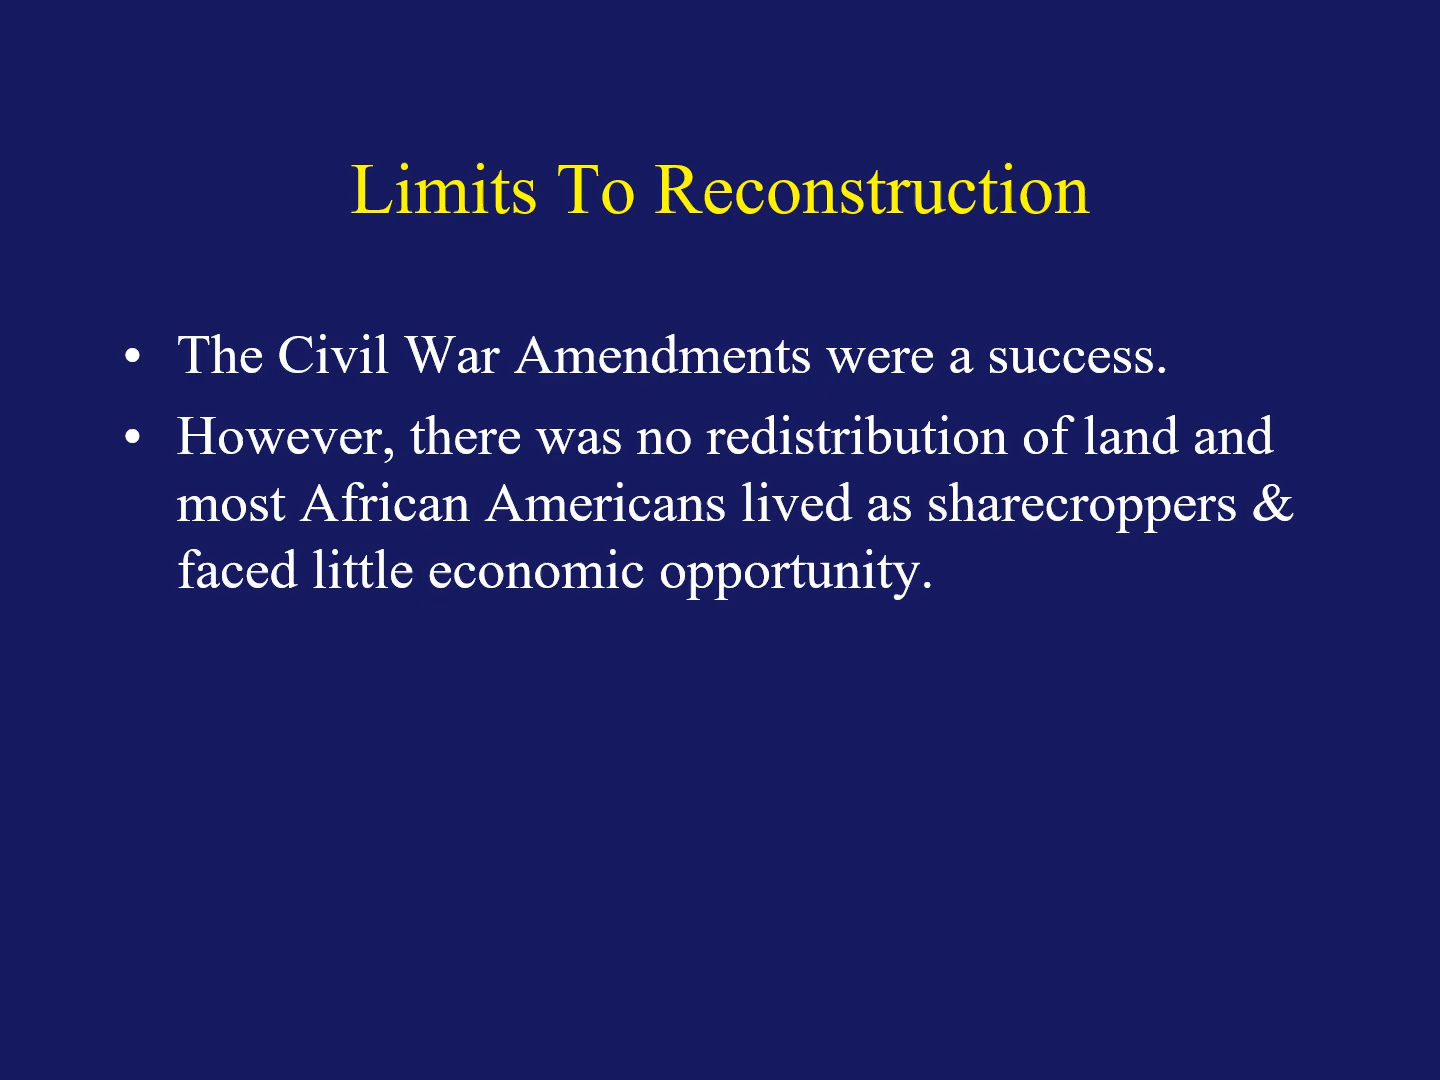 Limits To Reconstruction
• The Civil War Amendments were a success.
• However, there was no redistribution of land and
most African Americans lived as sharecroppers &
faced little economic opportunity.